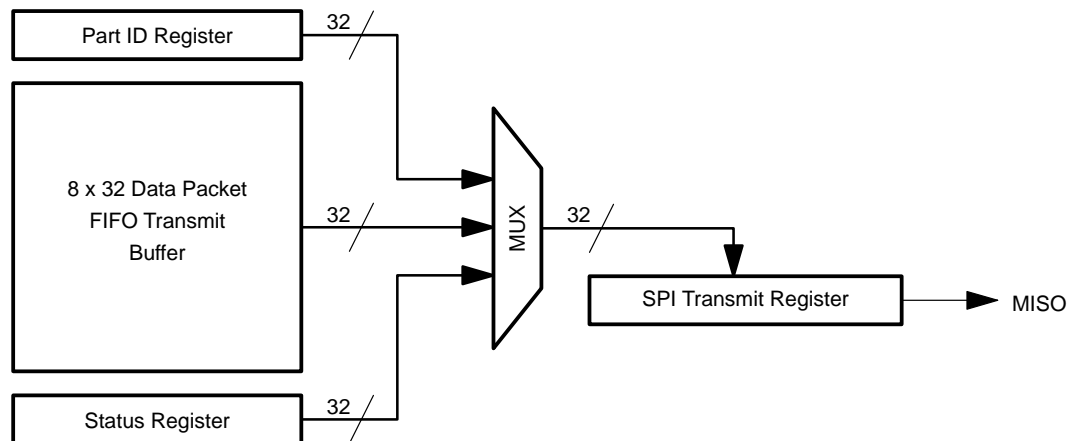 32
Part ID Register
8 x 32 Data Packet
FIFO Transmit
Buffer
32
MUX
32
SPI Transmit Register
MISO
32
Status Register